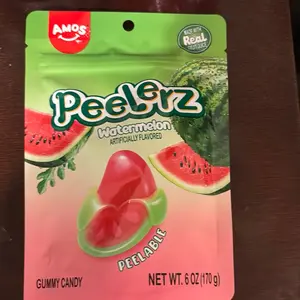 AMOS
MADE WITH
Real
FRUIT JUICE
Peelerz
Watermelon
ARTIFICIALLY FLAVORED
PEELABLE
GUMMY CANDY
NET WT. 6 OZ (170 g)